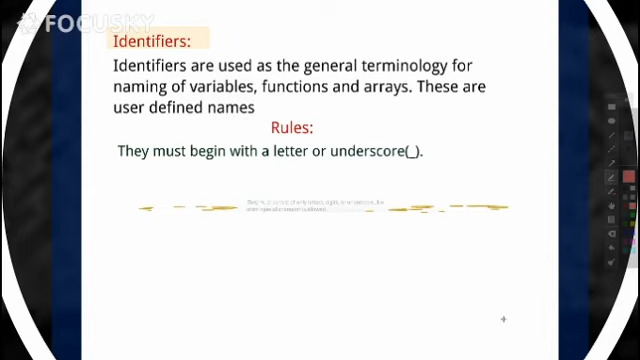 FOCUSKY
Identifiers:
Identifiers are used as the general terminology for
naming of variables, functions and arrays. These are
user defined names
Rules:
They must begin with a letter or underscore(_).